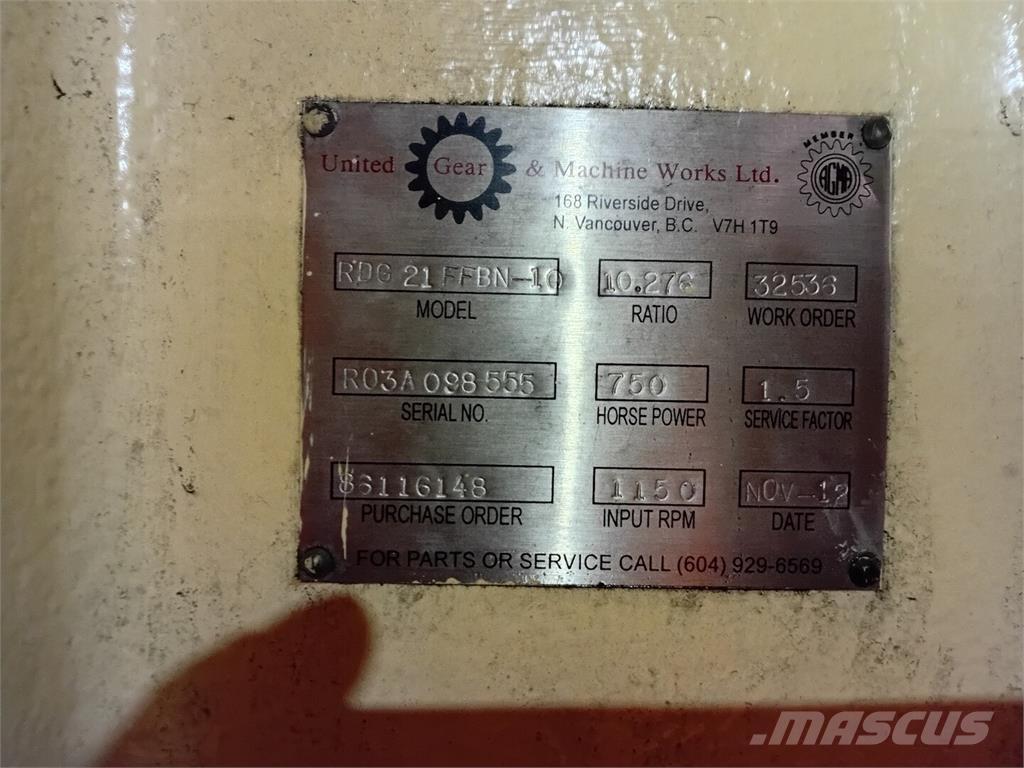 United Gear & Machine Works Ltd.
MEMBER
AGMA
168 Riverside Drive,
N. Vancouver, B.C. V7H 1T9
RDG 21 FFBN-10 10.276 32536
MODEL RATIO WORK ORDER
R03A 098 555 750 1.5
SERIAL NO. HORSE POWER SERVICE FACTOR
86116148 1150 NOV-12
PURCHASE ORDER INPUT RPM DATE
FOR PARTS OR SERVICE CALL (604) 929-6569
MASCUS